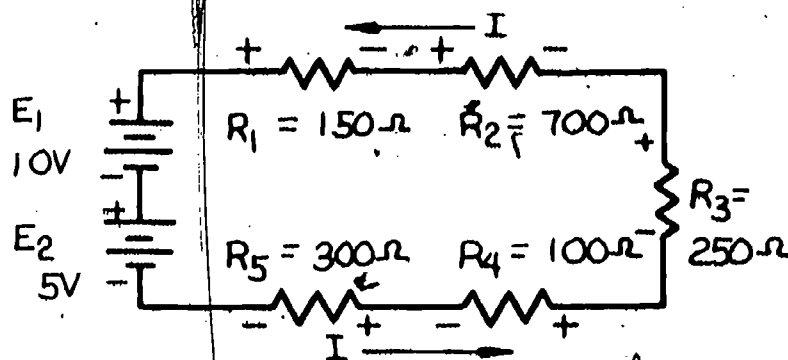 I
+ − + −
E1
10V
+
−
R1 = 150Ω
R2 = 700Ω
+
−
R3=
250Ω
E2
5V
+
−
R5 = 300Ω
R4 = 100Ω
− + − +
I